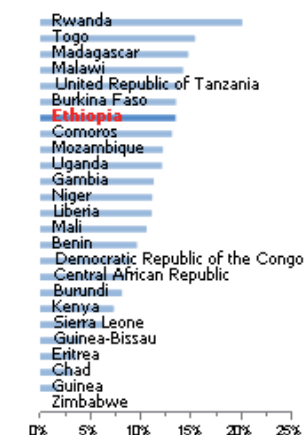 Rwanda
Togo
Madagascar
Malawi
United Republic of Tanzania
Burkina Faso
Ethiopia
Comoros
Mozambique
Uganda
Gambia
Niger
Liberia
Mali
Benin
Democratic Republic of the Congo
Central African Republic
Burundi
Kenya
Sierra Leone
Guinea-Bissau
Eritrea
Chad
Guinea
Zimbabwe
0% 5% 10% 15% 20% 25%